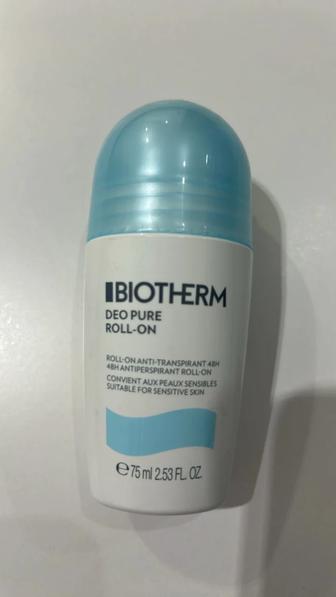 BIOTHERM
DEO PURE
ROLL-ON
ROLL-ON ANTI-TRANSPIRANT 48H
48H ANTIPERSPIRANT ROLL-ON
CONVIENT AUX PEAUX SENSIBLES
SUITABLE FOR SENSITIVE SKIN
℮75 ml 2.53 FL. OZ.